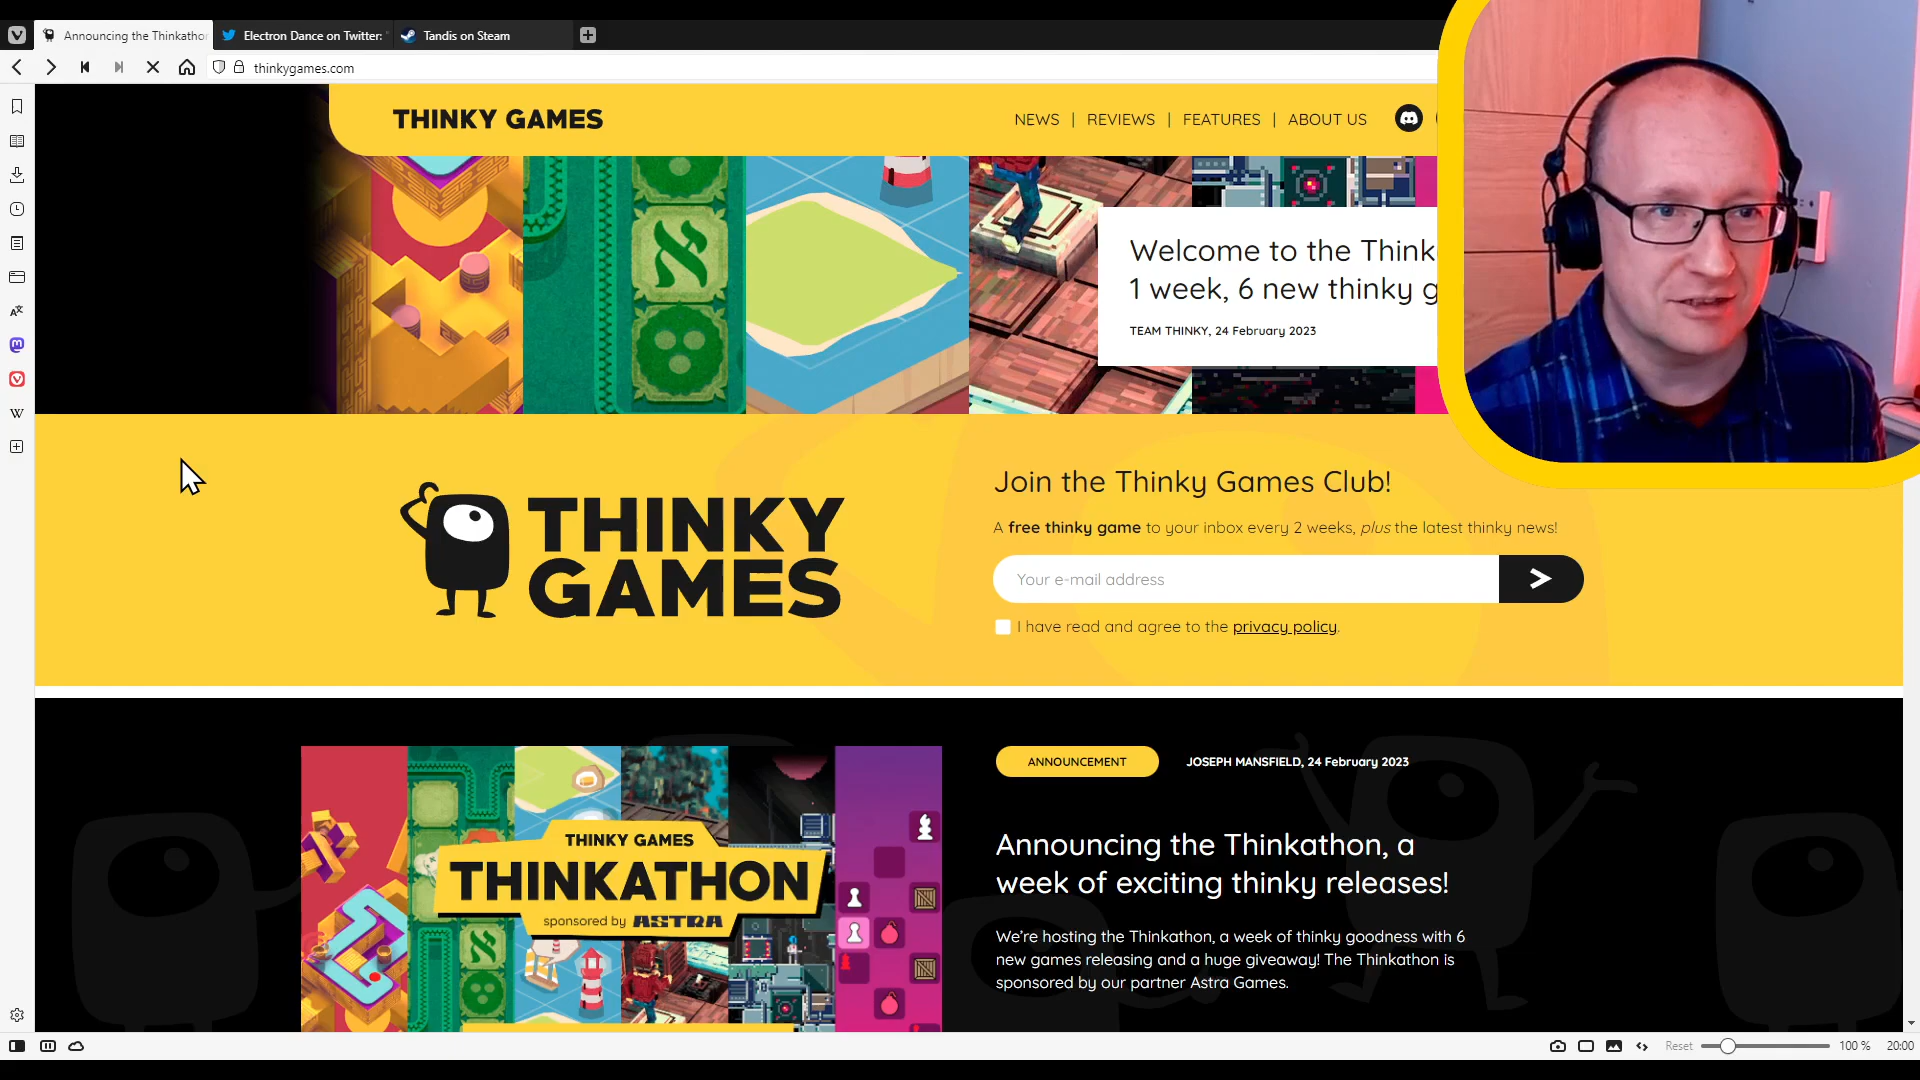 Announcing the Thinkathon
Electron Dance on Twitter:
Tandis on Steam
thinkygames.com
THINKY GAMES
NEWS | REVIEWS | FEATURES | ABOUT US
Welcome to the Think
1 week, 6 new thinky g
TEAM THINKY, 24 February 2023
THINKY
GAMES
Join the Thinky Games Club!
A free thinky game to your inbox every 2 weeks, plus the latest thinky news!
Your e-mail address
I have read and agree to the privacy policy.
THINKY GAMES
THINKATHON
sponsored by ASTRA
ANNOUNCEMENT
JOSEPH MANSFIELD, 24 February 2023
Announcing the Thinkathon, a
week of exciting thinky releases!
We're hosting the Thinkathon, a week of thinky goodness with 6
new games releasing and a huge giveaway! The Thinkathon is
sponsored by our partner Astra Games.
Reset
100 %
20:00